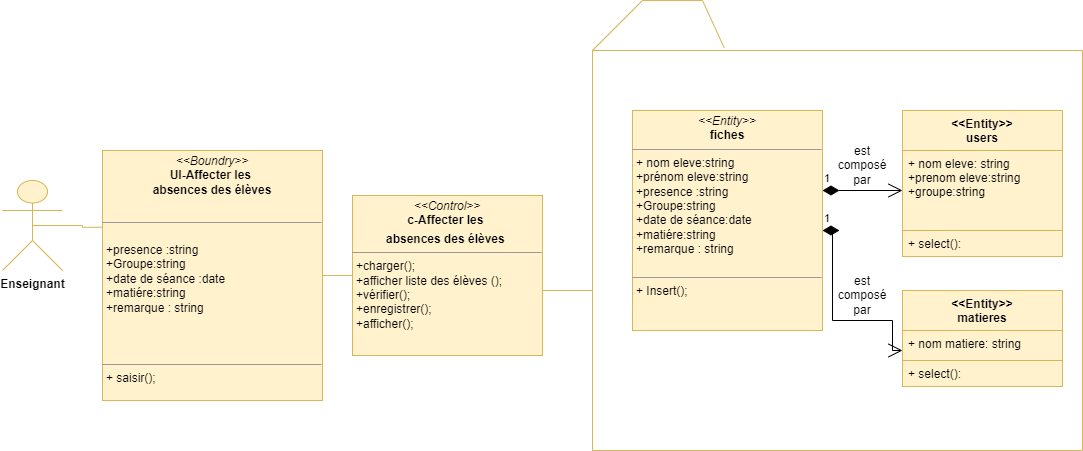 Enseignant
<<Boundry>>
UI-Affecter les
absences des élèves
+presence :string
+Groupe:string
+date de séance :date
+matiére:string
+remarque : string
+ saisir();
<<Control>>
c-Affecter les
absences des élèves
+charger();
+afficher liste des élèves ();
+vérifier();
+enregistrer();
+afficher();
<<Entity>>
fiches
+ nom eleve:string
+prénom eleve:string
+presence :string
+Groupe:string
+date de séance:date
+matiére:string
+remarque : string
+ Insert();
1
est
composé
par
1
est
composé
par
<<Entity>>
users
+ nom eleve: string
+prenom eleve:string
+groupe:string
+ select():
<<Entity>>
matieres
+ nom matiere: string
+ select():